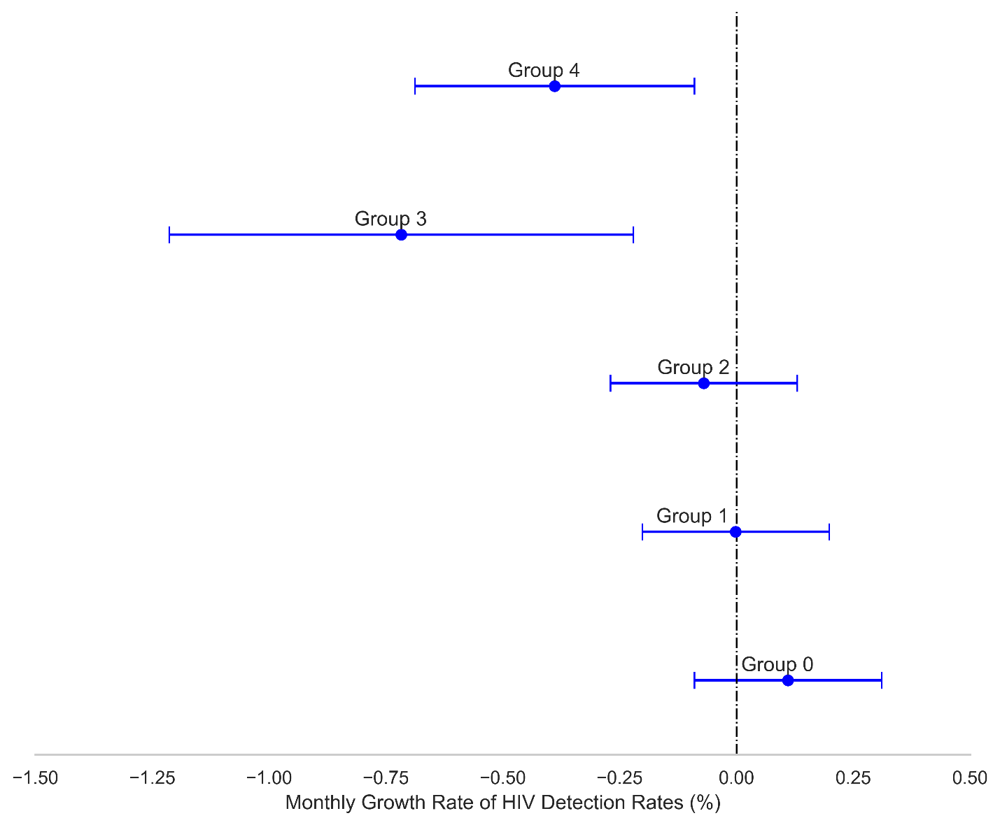 Group 4
Group 3
Group 2
Group 1
Group 0
−1.50 −1.25 −1.00 −0.75 −0.50 −0.25 0.00 0.25 0.50
Monthly Growth Rate of HIV Detection Rates (%)